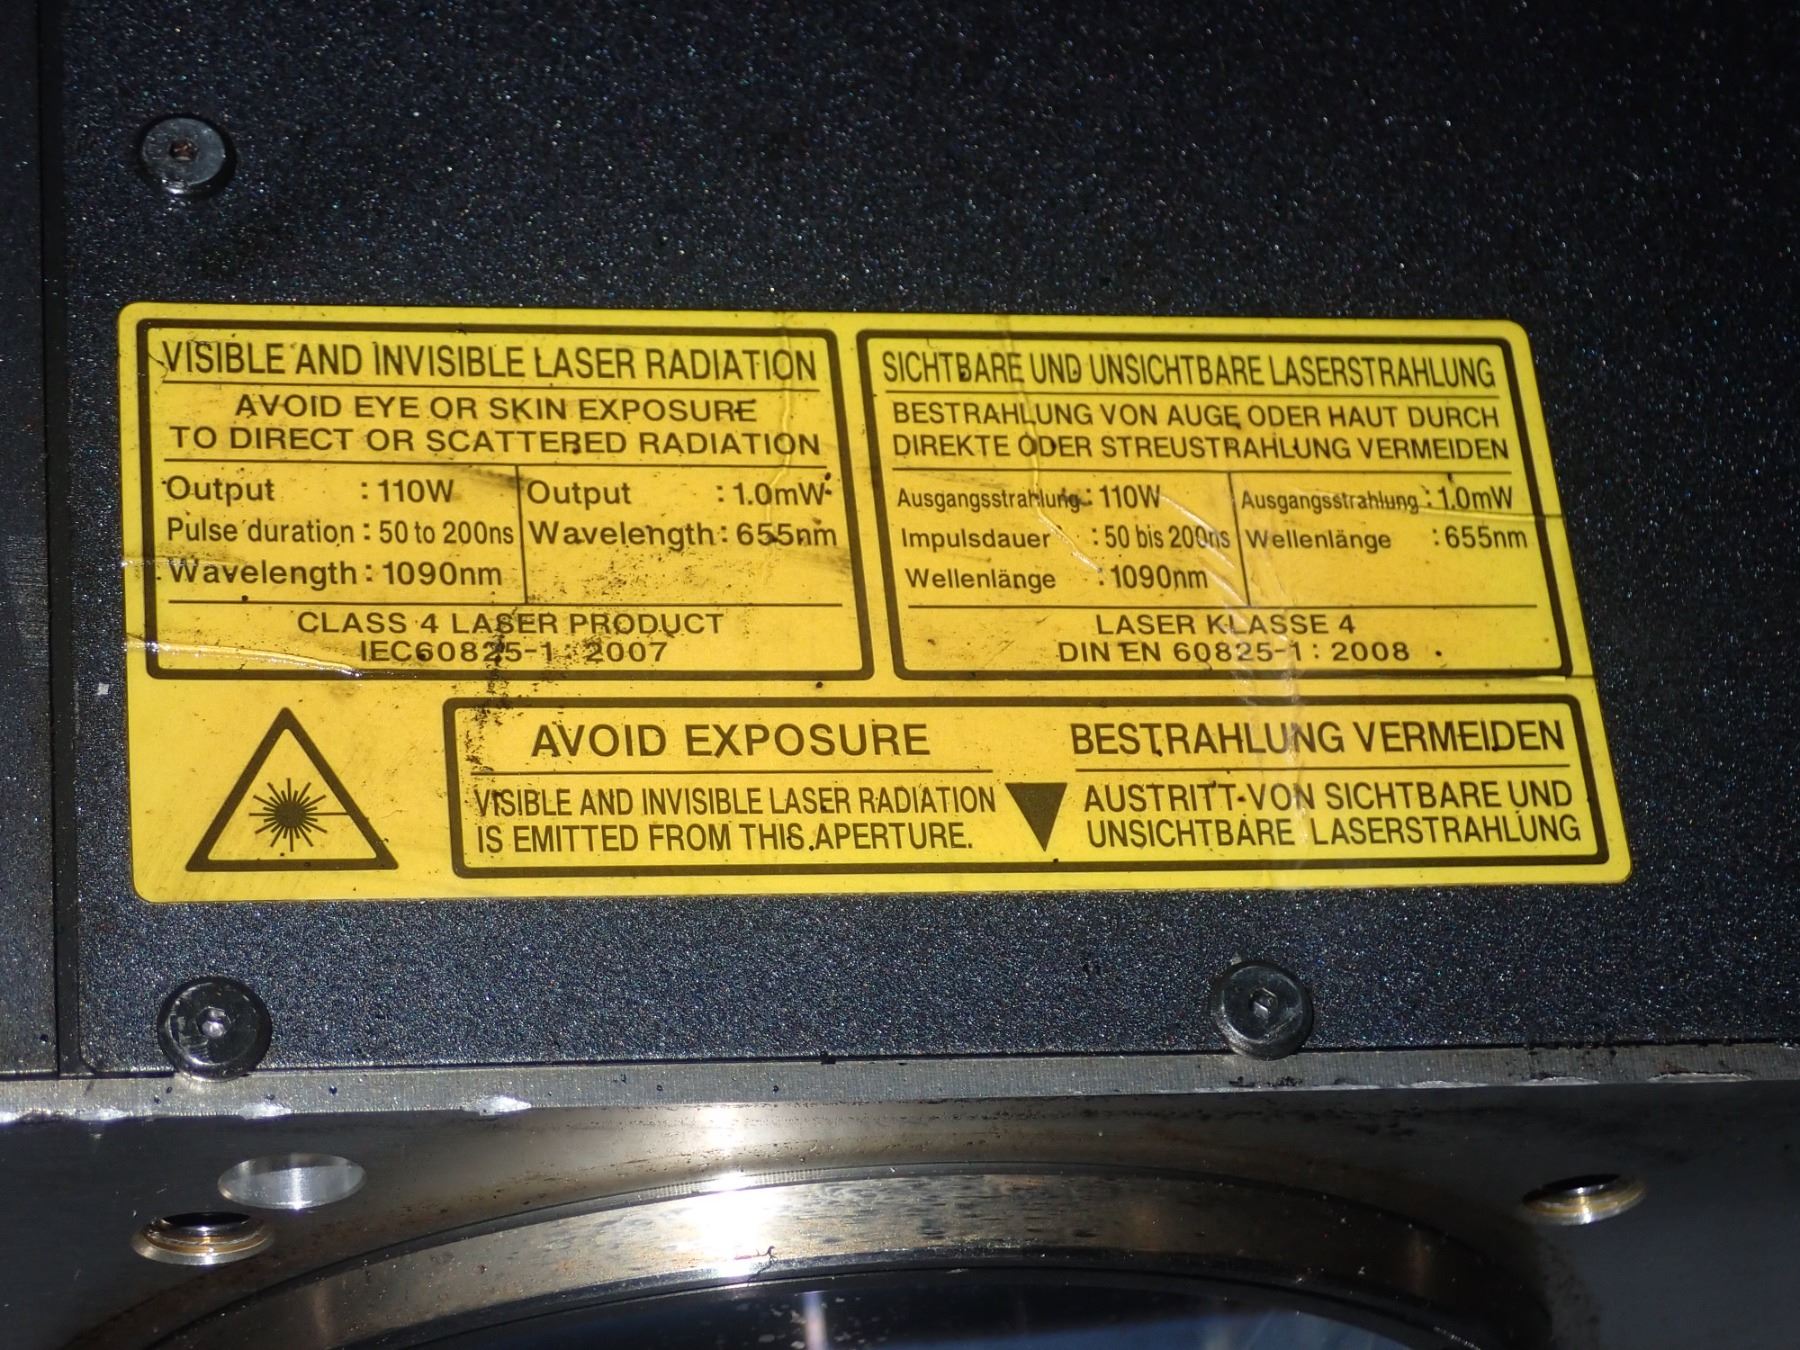 VISIBLE AND INVISIBLE LASER RADIATION
AVOID EYE OR SKIN EXPOSURE
TO DIRECT OR SCATTERED RADIATION
Output : 110W
Pulse duration : 50 to 200ns
Wavelength : 1090nm
Output : 1.0mW
Wavelength : 655nm
CLASS 4 LASER PRODUCT
IEC60825-1 : 2007
SICHTBARE UND UNSICHTBARE LASERSTRAHLUNG
BESTRAHLUNG VON AUGE ODER HAUT DURCH
DIREKTE ODER STREUSTRAHLUNG VERMEIDEN
Ausgangsstrahlung : 110W
Impulsdauer : 50 bis 200ns
Wellenlänge : 1090nm
Ausgangsstrahlung : 1.0mW
Wellenlänge : 655nm
LASER KLASSE 4
DIN EN 60825-1 : 2008
AVOID EXPOSURE
VISIBLE AND INVISIBLE LASER RADIATION
IS EMITTED FROM THIS APERTURE.
BESTRAHLUNG VERMEIDEN
AUSTRITT VON SICHTBARE UND
UNSICHTBARE LASERSTRAHLUNG